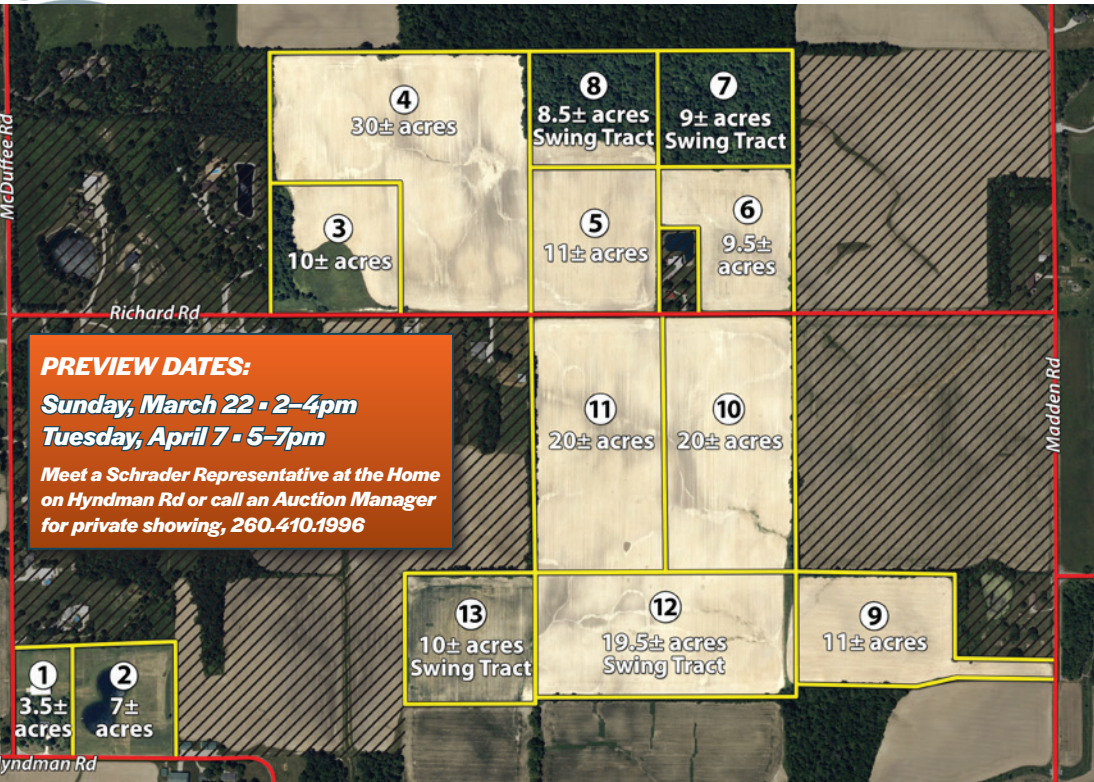 4
30± acres
8
8.5± acres
Swing Tract
7
9± acres
Swing Tract
McDuffee Rd
3
10± acres
5
11± acres
6
9.5±
acres
Richard Rd
PREVIEW DATES:
Sunday, March 22 ▪ 2–4pm
Tuesday, April 7 ▪ 5–7pm
Meet a Schrader Representative at the Home
on Hyndman Rd or call an Auction Manager
for private showing, 260.410.1996
11
20± acres
10
20± acres
Madden Rd
13
10± acres
Swing Tract
12
19.5± acres
Swing Tract
9
11± acres
1
3.5±
acres
2
7±
acres
yndman Rd